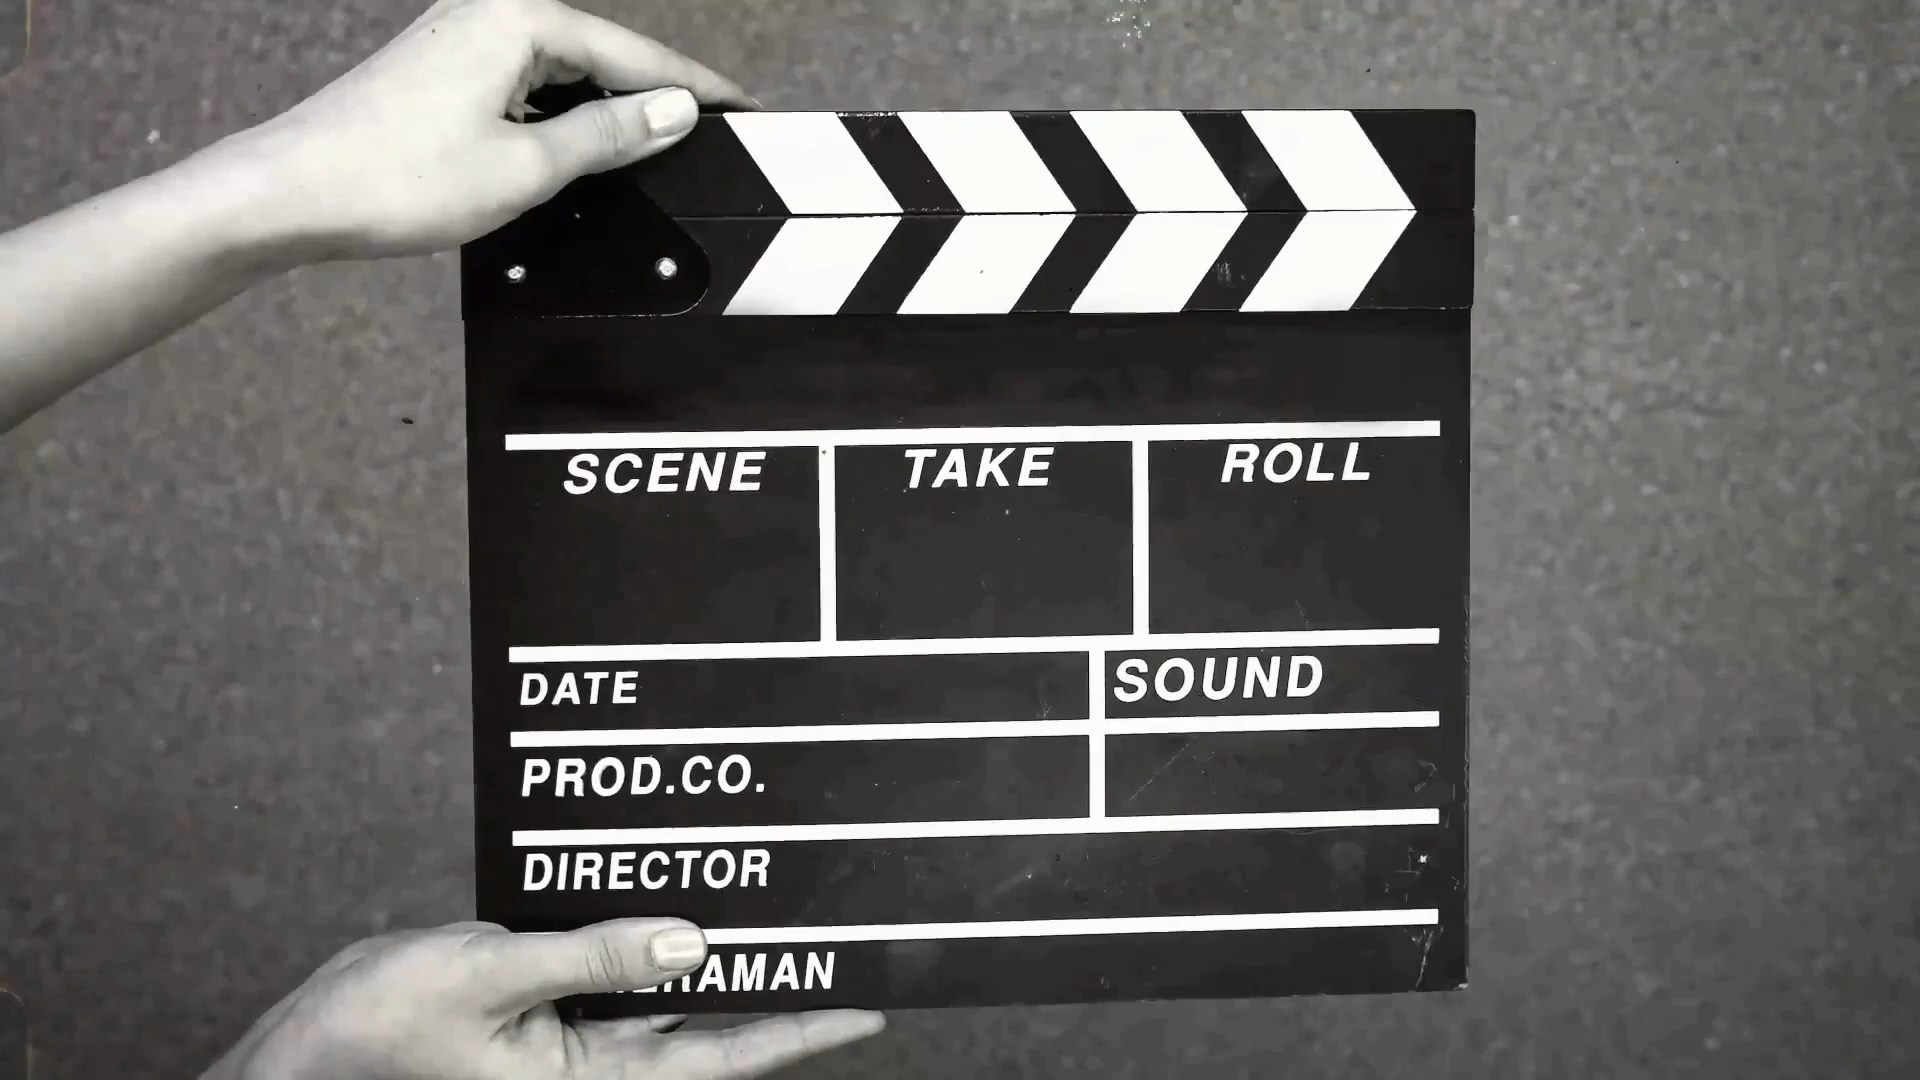 SCENE TAKE ROLL
DATE SOUND
PROD.CO.
DIRECTOR